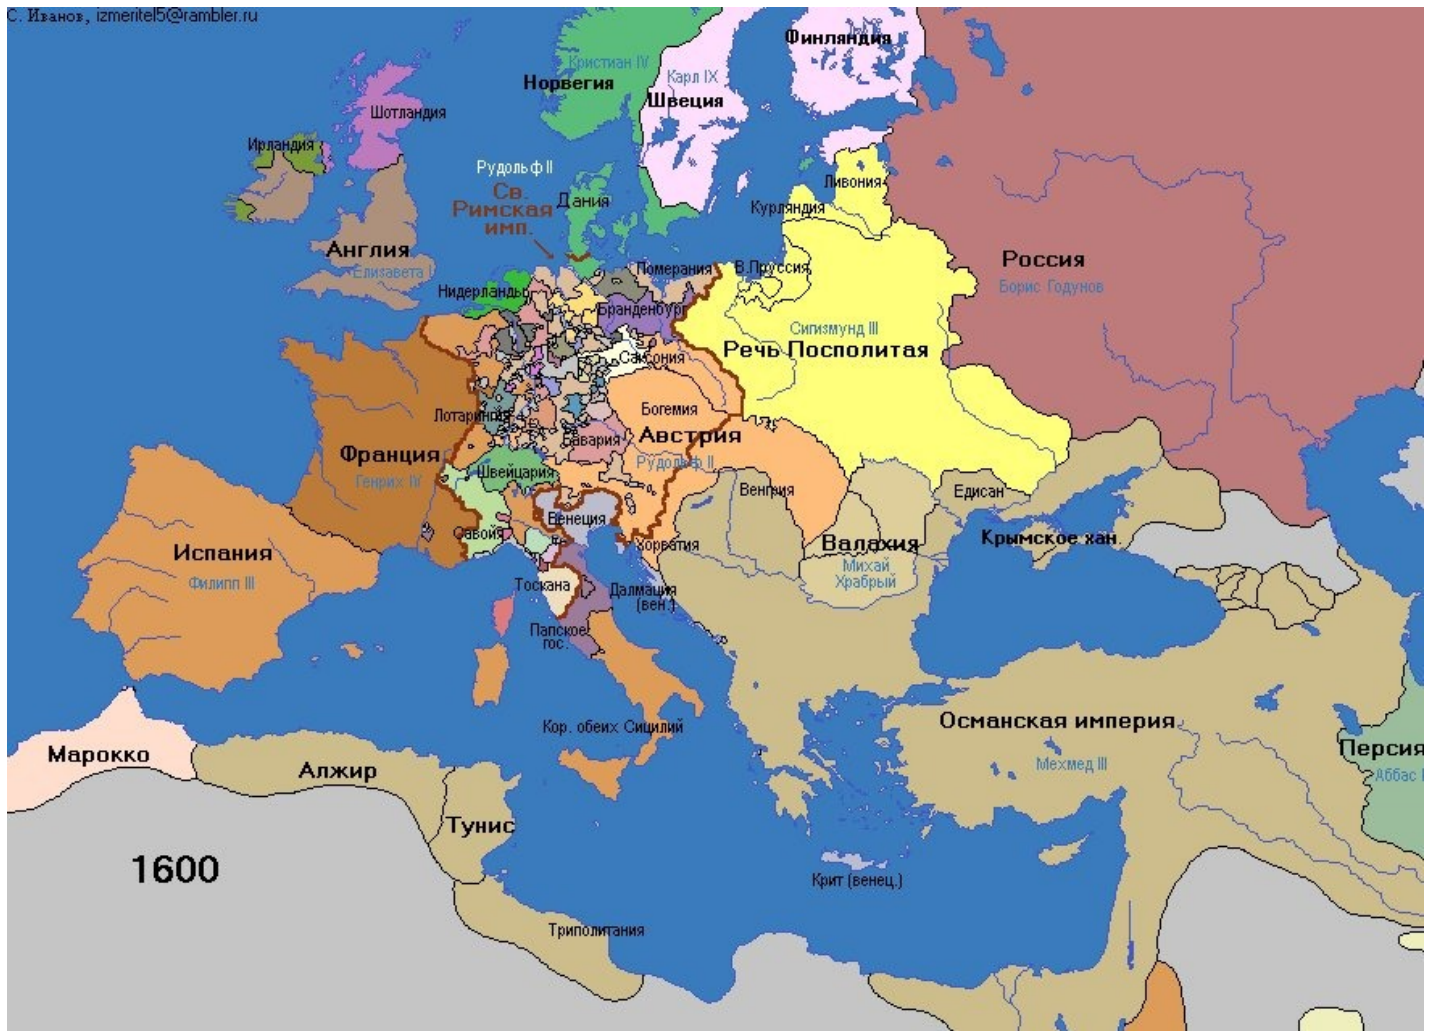 С. Иванов, izmeritel5@rambler.ru
Финляндия
Кристиан IV
Норвегия
Карл IX
Швеция
Шотландия
Ирландия
Рудольф II
Св.
Римская
имп.
Дания
Ливония
Курляндия
Англия
Елизавета I
Россия
Борис Годунов
Померания
В.Пруссия
Нидерланды
Бранденбург
Сигизмунд III
Речь Посполитая
Саксония
Лотарингия
Богемия
Бавария
Австрия
Рудольф II
Франция
Генрих IV
Швейцария
Венгрия
Едисан
Венеция
Савойя
Хорватия
Валахия
Михай
Храбрый
Крымское хан.
Испания
Филипп III
Тоскана
Далмация
(вен.)
Папское
гос.
Кор. обеих Сицилий
Османская империя
Мехмед III
Персия
Аббас I
Марокко
Алжир
Тунис
1600
Крит (венец.)
Триполитания